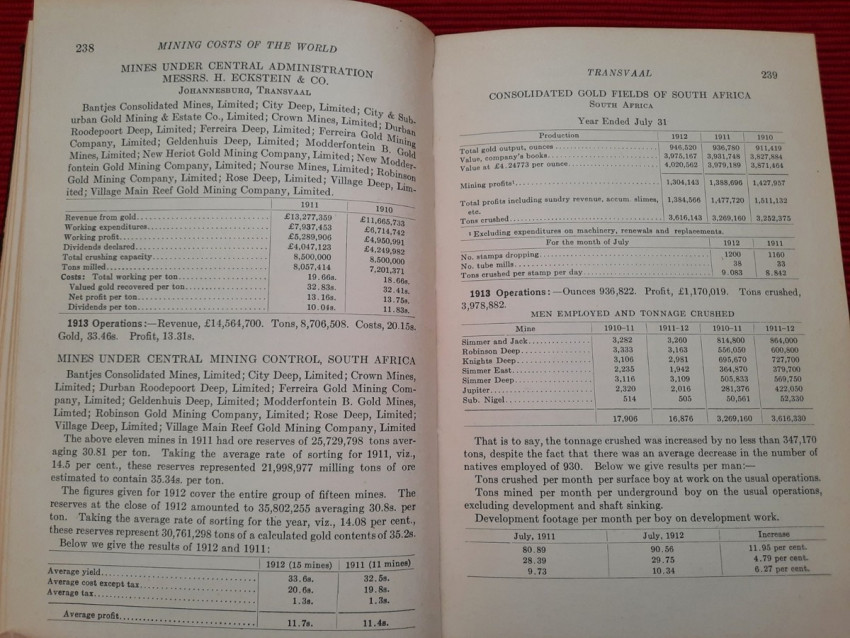 238 MINING COSTS OF THE WORLD
MINES UNDER CENTRAL ADMINISTRATION
MESSRS. H. ECKSTEIN & CO.
JOHANNESBURG, TRANSVAAL
Bantjes Consolidated Mines, Limited; City Deep, Limited; City & Sub-
urban Gold Mining & Estate Co., Limited; Crown Mines, Limited; Durban
Roodepoort Deep, Limited; Ferreira Deep, Limited; Ferreira Gold Mining
Company, Limited; Geldenhuis Deep, Limited; Modderfontein B. Gold
Mines, Limited; New Heriot Gold Mining Company, Limited; New Modder-
fontein Gold Mining Company, Limited; Nourse Mines, Limited; Robinson
Gold Mining Company, Limited; Rose Deep, Limited; Village Deep, Lim-
ited; Village Main Reef Gold Mining Company, Limited.
1911 1910
Revenue from gold £13,277,359 £11,665,733
Working expenditures £7,937,453 £6,714,742
Working profit £5,289,906 £4,950,991
Dividends declared £4,047,123 £4,249,982
Total crushing capacity 8,500,000 8,500,000
Tons milled 8,057,414 7,201,371
Costs: Total working per ton 19.66s. 18.66s.
Valued gold recovered per ton 32.83s. 32.41s.
Net profit per ton 13.16s. 13.75s.
Dividends per ton 10.04s. 11.83s.
1913 Operations:—Revenue, £14,564,700. Tons, 8,706,508. Costs, 20.15s.
Gold, 33.46s. Profit, 13.31s.
MINES UNDER CENTRAL MINING CONTROL, SOUTH AFRICA
Bantjes Consolidated Mines, Limited; City Deep, Limited; Crown Mines,
Limited; Durban Roodepoort Deep, Limited; Ferreira Gold Mining Com-
pany, Limited; Geldenhuis Deep, Limited; Modderfontein B. Gold Mines,
Limted; Robinson Gold Mining Company, Limited; Rose Deep, Limited;
Village Deep, Limited; Village Main Reef Gold Mining Company, Limited
The above eleven mines in 1911 had ore reserves of 25,729,798 tons aver-
aging 30.81 per ton. Taking the average rate of sorting for 1911, viz.,
14.5 per cent., these reserves represented 21,998,977 milling tons of ore
estimated to contain 35.34s. per ton.
The figures given for 1912 cover the entire group of fifteen mines. The
reserves at the close of 1912 amounted to 35,802,255 averaging 30.8s. per
ton. Taking the average rate of sorting for the year, viz., 14.08 per cent.,
these reserves represent 30,761,298 tons of a calculated gold contents of 35.2s.
Below we give the results of 1912 and 1911:
1912 (15 mines) 1911 (11 mines)
Average yield 33.6s. 32.5s.
Average cost except tax 20.6s. 19.8s.
Average tax 1.3s. 1.3s.
Average profit 11.7s. 11.4s.
TRANSVAAL 239
CONSOLIDATED GOLD FIELDS OF SOUTH AFRICA
SOUTH AFRICA
Year Ended July 31
Production 1912 1911 1910
Total gold output, ounces 946,520 936,780 911,419
Value, company's books 3,975,167 3,931,748 3,827,884
Value at £4.24773 per ounce 4,020,562 3,979,189 3,871,464
Mining profits¹ 1,304,143 1,388,696 1,427,957
Total profits including sundry revenue, accum. slimes, etc. 1,384,566 1,477,720 1,511,132
Tons crushed 3,616,143 3,269,160 3,252,375
¹ Excluding expenditures on machinery, renewals and replacements.
For the month of July 1912 1911
No. stamps dropping 1200 1160
No. tube mills 38 33
Tons crushed per stamp per day 9.083 8.842
1913 Operations:—Ounces 936,822. Profit, £1,170,019. Tons crushed,
3,978,882.
MEN EMPLOYED AND TONNAGE CRUSHED
Mine 1910-11 1911-12 1910-11 1911-12
Simmer and Jack 3,282 3,260 814,800 864,000
Robinson Deep 3,333 3,163 556,050 600,800
Knights Deep 3,106 2,981 695,670 727,700
Simmer East 2,235 1,942 364,870 379,700
Simmer Deep 3,116 3,109 505,833 569,750
Jupiter 2,320 2,016 281,376 422,050
Sub. Nigel 514 505 50,561 52,330
17,906 16,876 3,269,160 3,616,330
That is to say, the tonnage crushed was increased by no less than 347,170
tons, despite the fact that there was an average decrease in the number of
natives employed of 930. Below we give results per man:—
Tons crushed per month per surface boy at work on the usual operations.
Tons mined per month per underground boy on the usual operations,
excluding development and shaft sinking.
Development footage per month per boy on development work.
July, 1911 July, 1912 Increase
80.89 90.56 11.95 per cent.
28.39 29.75 4.79 per cent.
9.73 10.34 6.27 per cent.